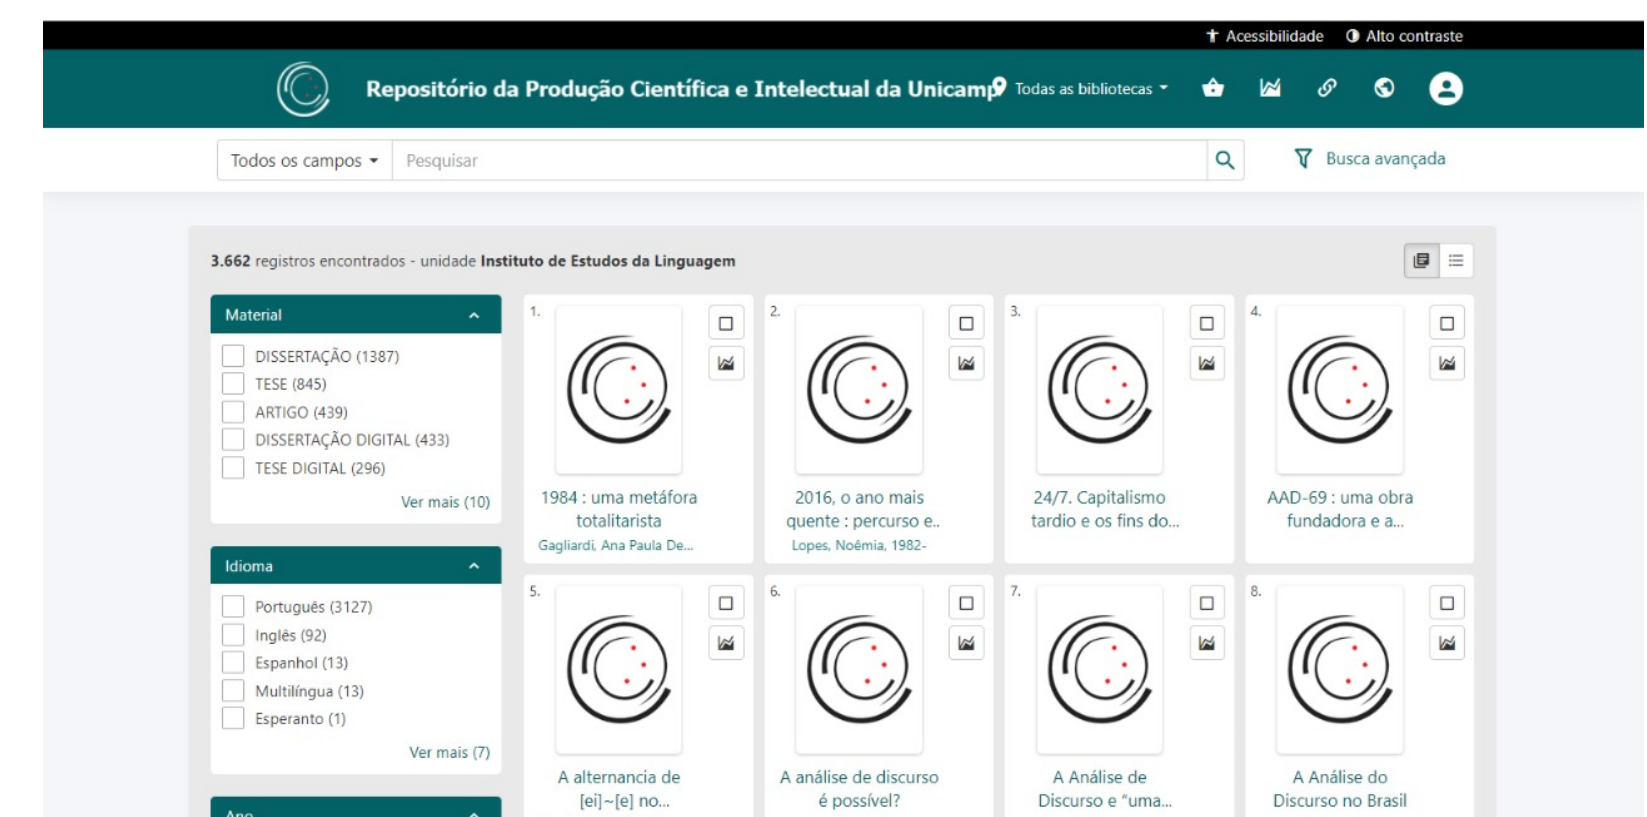 Acessibilidade Alto contraste
Repositório da Produção Científica e Intelectual da Unicamp Todas as bibliotecas
Todos os campos Pesquisar Busca avançada
3.662 registros encontrados - unidade Instituto de Estudos da Linguagem
Material
DISSERTAÇÃO (1387)
TESE (845)
ARTIGO (439)
DISSERTAÇÃO DIGITAL (433)
TESE DIGITAL (296)
Ver mais (10)
Idioma
Português (3127)
Inglês (92)
Espanhol (13)
Multilíngua (13)
Esperanto (1)
Ver mais (7)
Ano
1.
1984 : uma metáfora
totalitarista
Gagliardi, Ana Paula De...
2.
2016, o ano mais
quente : percurso e..
Lopes, Noêmia, 1982-
3.
24/7. Capitalismo
tardio e os fins do...
4.
AAD-69 : uma obra
fundadora e a...
5.
A alternancia de
[ei]~[e] no...
6.
A análise de discurso
é possível?
7.
A Análise de
Discurso e “uma...
8.
A Análise do
Discurso no Brasil